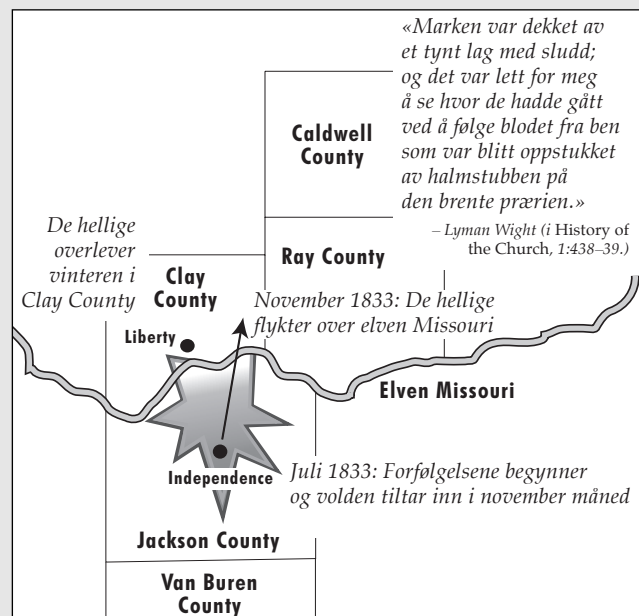 «Marken var dekket av
et tynt lag med sludd;
og det var lett for meg
å se hvor de hadde gått
ved å følge blodet fra ben
som var blitt oppstukket
av halmstubben på
den brente prærien.»
– Lyman Wight (i History of
the Church, 1:438–39.)
Caldwell
County
De hellige
overlever
vinteren i
Clay County
Clay
County
Ray County
November 1833: De hellige
flykter over elven Missouri
Liberty
Elven Missouri
Independence
Juli 1833: Forfølgelsene begynner
og volden tiltar inn i november måned
Jackson County
Van Buren
County